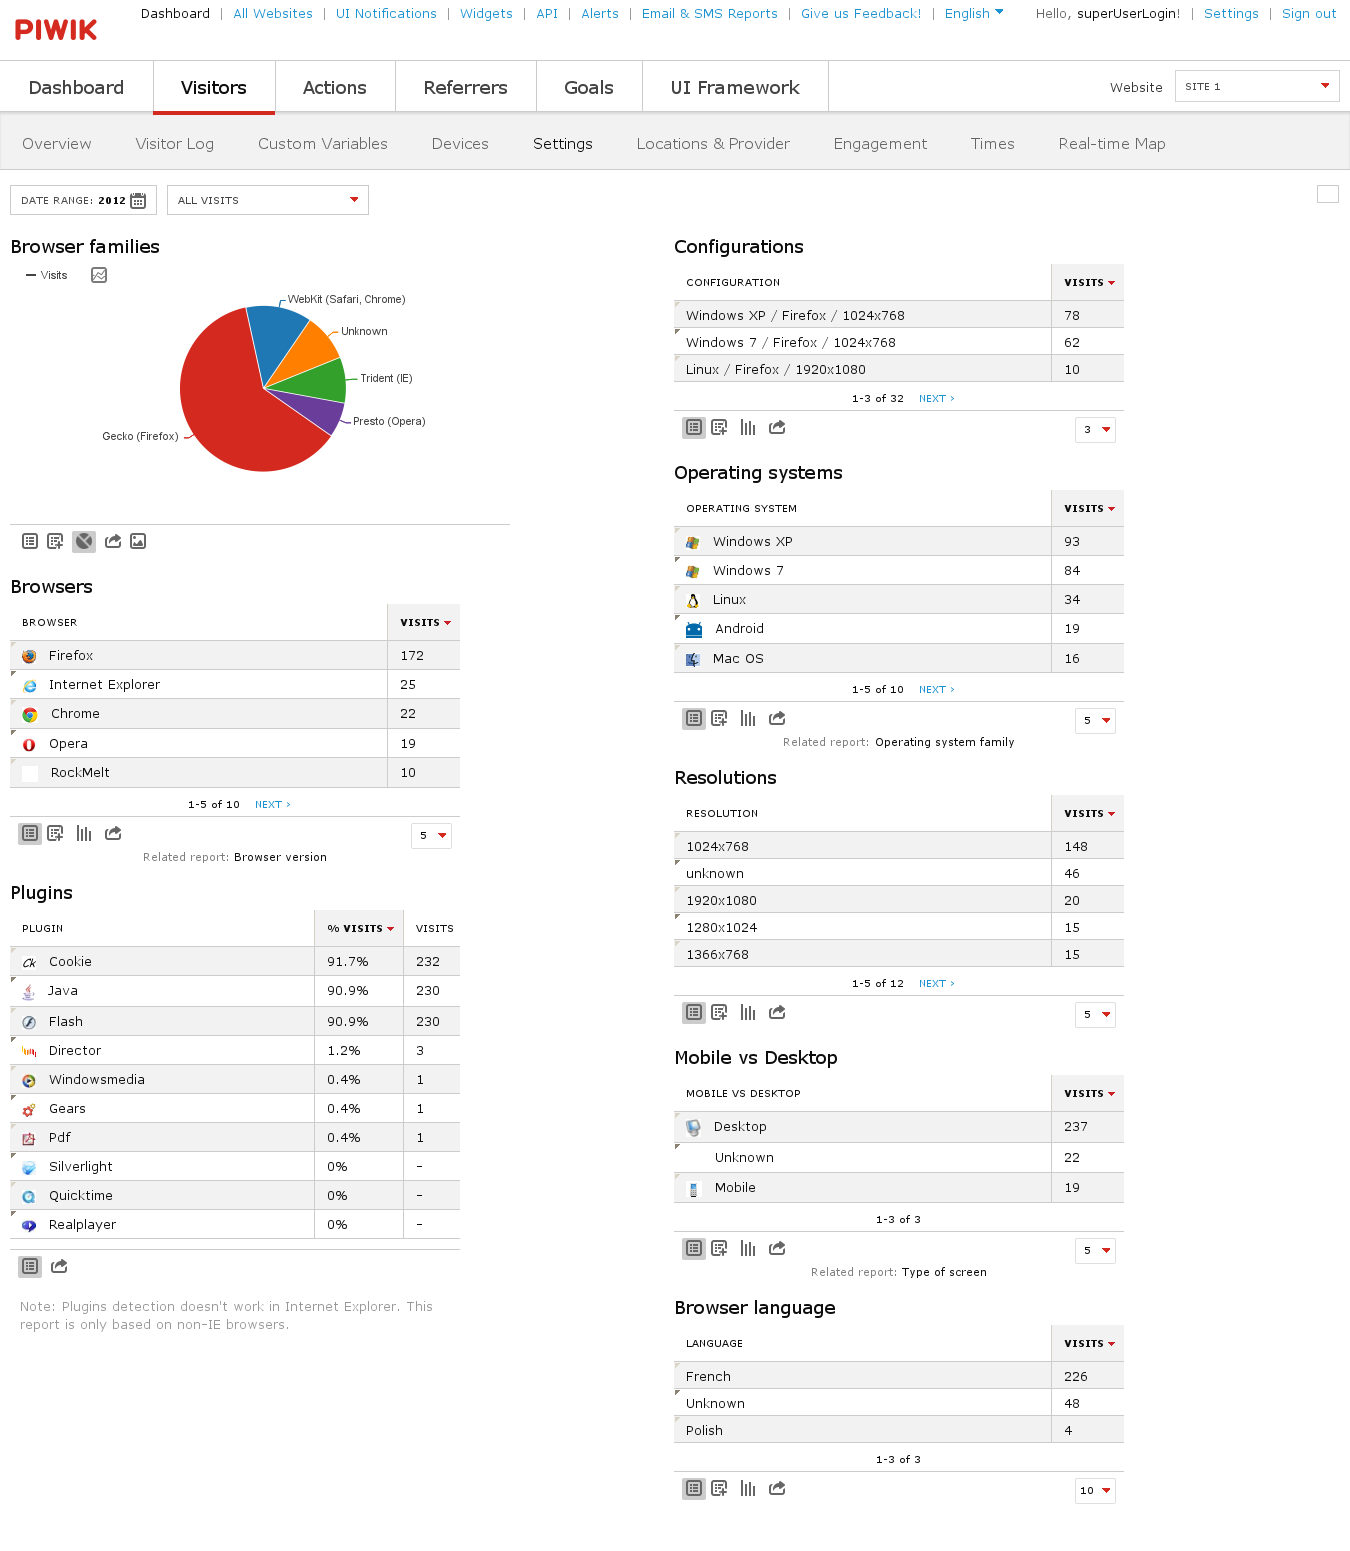 Dashboard | All Websites | UI Notifications | Widgets | API | Alerts | Email & SMS Reports | Give us Feedback! | English Hello, superUserLogin! | Settings | Sign out
PIWIK
Dashboard Visitors Actions Referrers Goals UI Framework Website SITE 1
Overview Visitor Log Custom Variables Devices Settings Locations & Provider Engagement Times Real-time Map
DATE RANGE: 2012 ALL VISITS
Browser families
Visits
WebKit (Safari, Chrome)
Unknown
Trident (IE)
Presto (Opera)
Gecko (Firefox)
Browsers
BROWSER VISITS
Firefox 172
Internet Explorer 25
Chrome 22
Opera 19
RockMelt 10
1-5 of 10 NEXT ›
5
Related report: Browser version
Plugins
PLUGIN % VISITS VISITS
Cookie 91.7% 232
Java 90.9% 230
Flash 90.9% 230
Director 1.2% 3
Windowsmedia 0.4% 1
Gears 0.4% 1
Pdf 0.4% 1
Silverlight 0% -
Quicktime 0% -
Realplayer 0% -
Note: Plugins detection doesn't work in Internet Explorer. This
report is only based on non-IE browsers.
Configurations
CONFIGURATION VISITS
Windows XP / Firefox / 1024x768 78
Windows 7 / Firefox / 1024x768 62
Linux / Firefox / 1920x1080 10
1-3 of 32 NEXT ›
3
Operating systems
OPERATING SYSTEM VISITS
Windows XP 93
Windows 7 84
Linux 34
Android 19
Mac OS 16
1-5 of 10 NEXT ›
5
Related report: Operating system family
Resolutions
RESOLUTION VISITS
1024x768 148
unknown 46
1920x1080 20
1280x1024 15
1366x768 15
1-5 of 12 NEXT ›
5
Mobile vs Desktop
MOBILE VS DESKTOP VISITS
Desktop 237
Unknown 22
Mobile 19
1-3 of 3
5
Related report: Type of screen
Browser language
LANGUAGE VISITS
French 226
Unknown 48
Polish 4
1-3 of 3
10